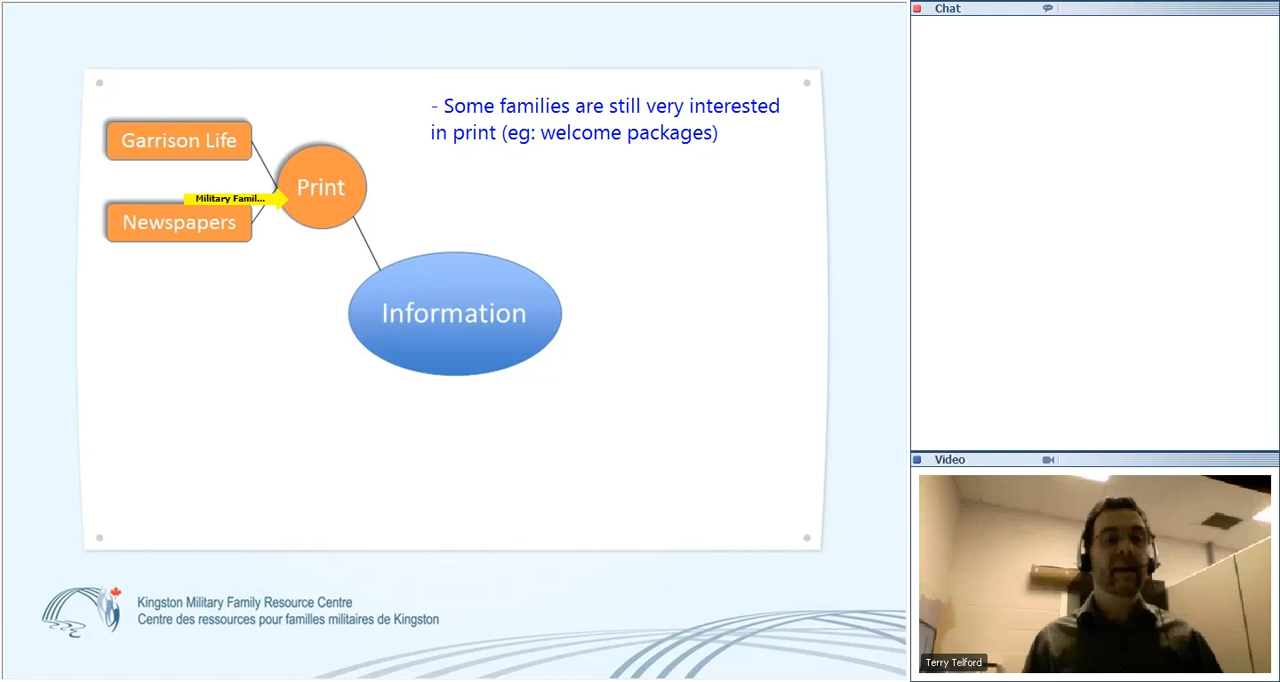 - Some families are still very interested
in print (eg: welcome packages)
Garrison Life
Print
Military Famil...
Newspapers
Information
Kingston Military Family Resource Centre
Centre des ressources pour familles militaires de Kingston
Chat
Video
Terry Telford